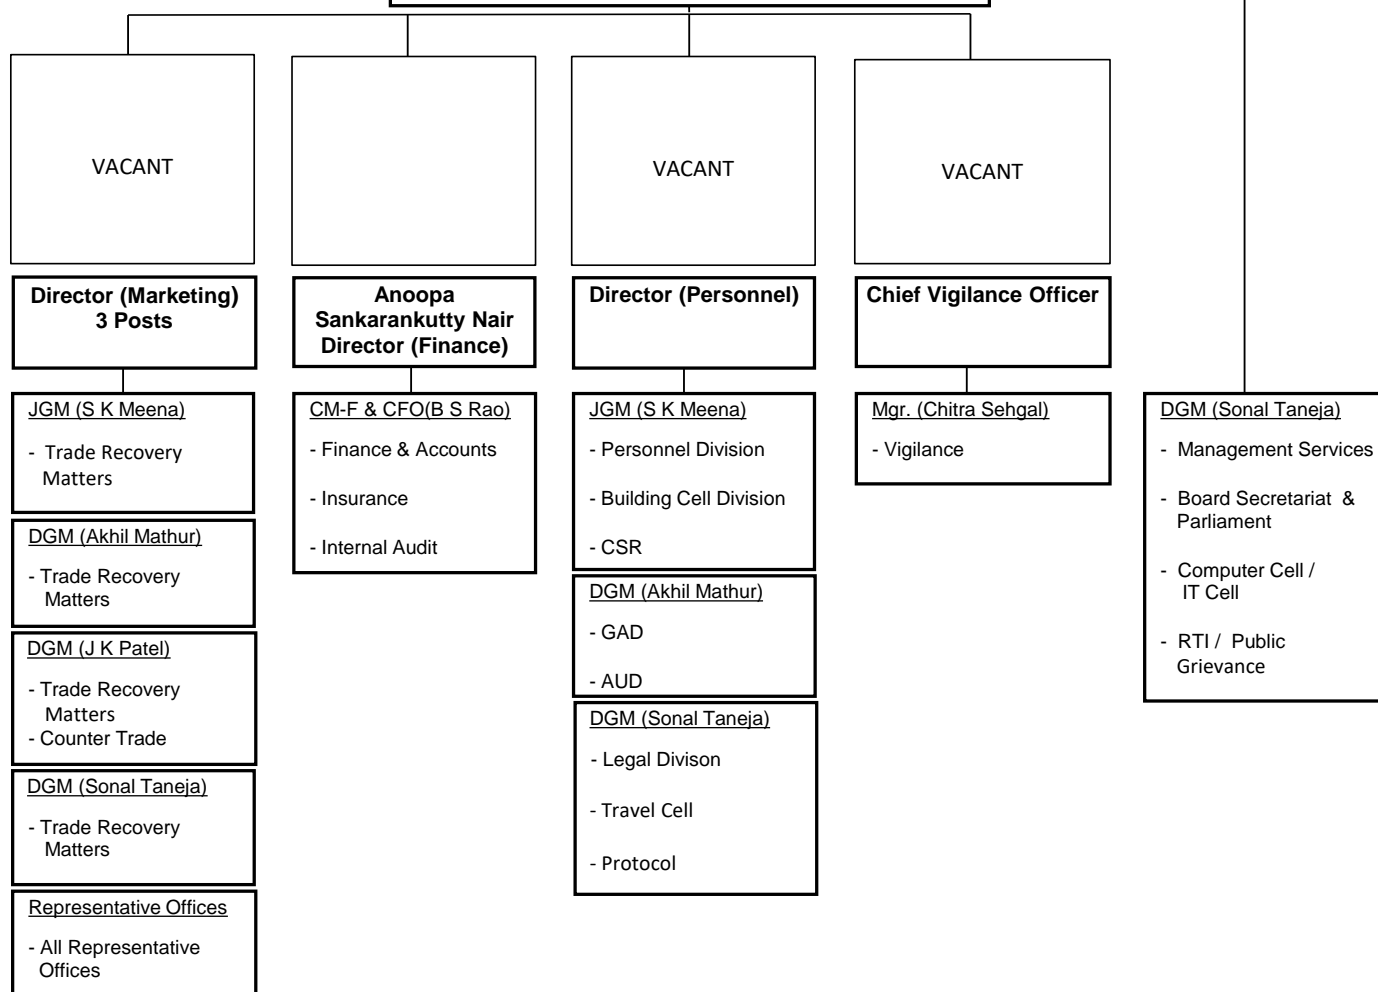 VACANT
VACANT
VACANT
Director (Marketing)
3 Posts
Anoopa
Sankarankutty Nair
Director (Finance)
Director (Personnel)
Chief Vigilance Officer
JGM (S K Meena)
- Trade Recovery
Matters
DGM (Akhil Mathur)
- Trade Recovery
Matters
DGM (J K Patel)
- Trade Recovery
Matters
- Counter Trade
DGM (Sonal Taneja)
- Trade Recovery
Matters
Representative Offices
- All Representative
Offices
CM-F & CFO(B S Rao)
- Finance & Accounts
- Insurance
- Internal Audit
JGM (S K Meena)
- Personnel Division
- Building Cell Division
- CSR
DGM (Akhil Mathur)
- GAD
- AUD
DGM (Sonal Taneja)
- Legal Divison
- Travel Cell
- Protocol
Mgr. (Chitra Sehgal)
- Vigilance
DGM (Sonal Taneja)
- Management Services
- Board Secretariat &
Parliament
- Computer Cell /
IT Cell
- RTI / Public
Grievance